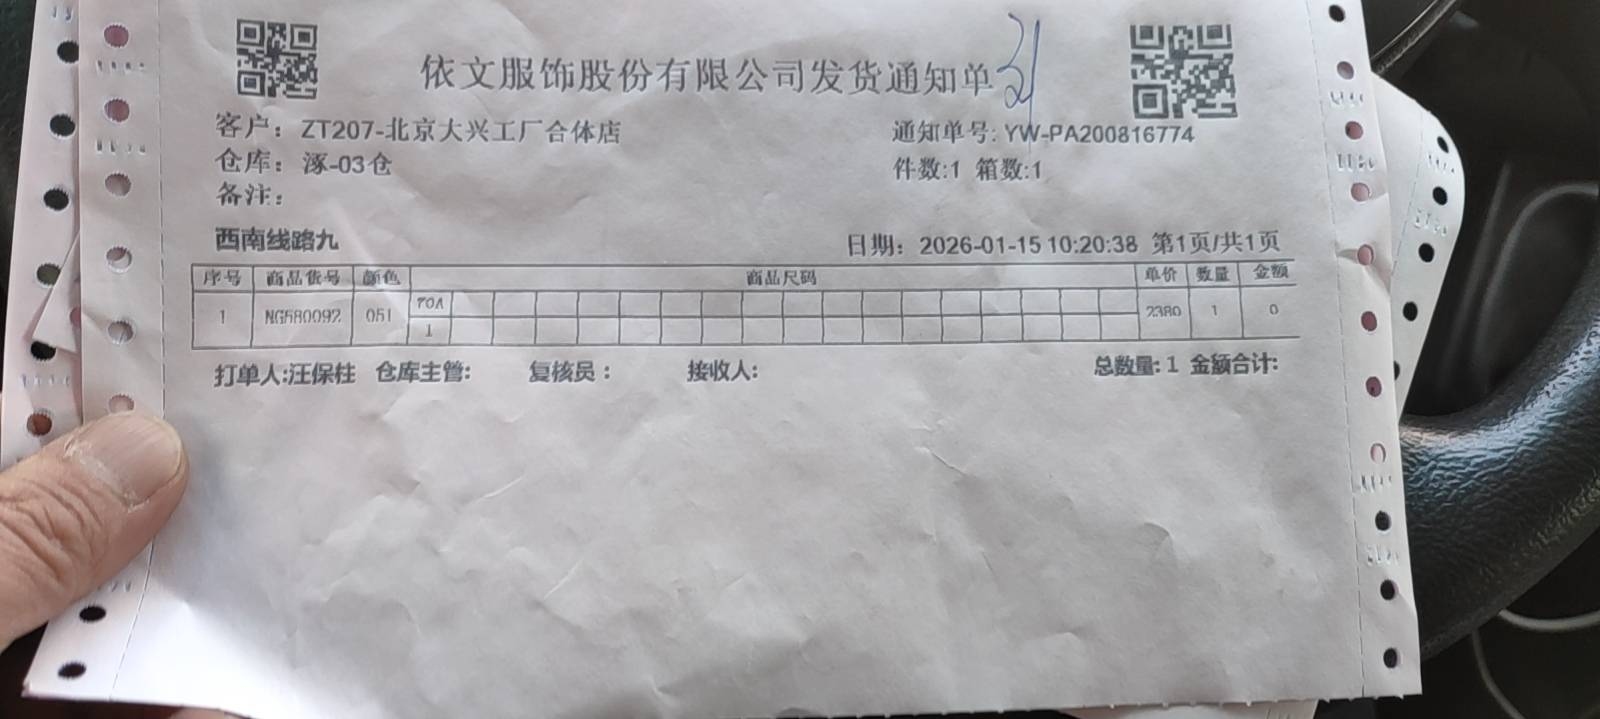 依文服饰股份有限公司发货通知单
客户：ZT207-北京大兴工厂合体店 通知单号: YW-PA200816774
仓库：涿-03仓 件数:1 箱数:1
备注：
西南线路九 日期：2026-01-15 10:20:38 第1页/共1页
序号 商品货号 颜色 商品尺码 单价 数量 金额
1 NG580092 051 70A 2380 1 0
1
打单人:汪保柱 仓库主管: 复核员： 接收人: 总数量: 1 金额合计: